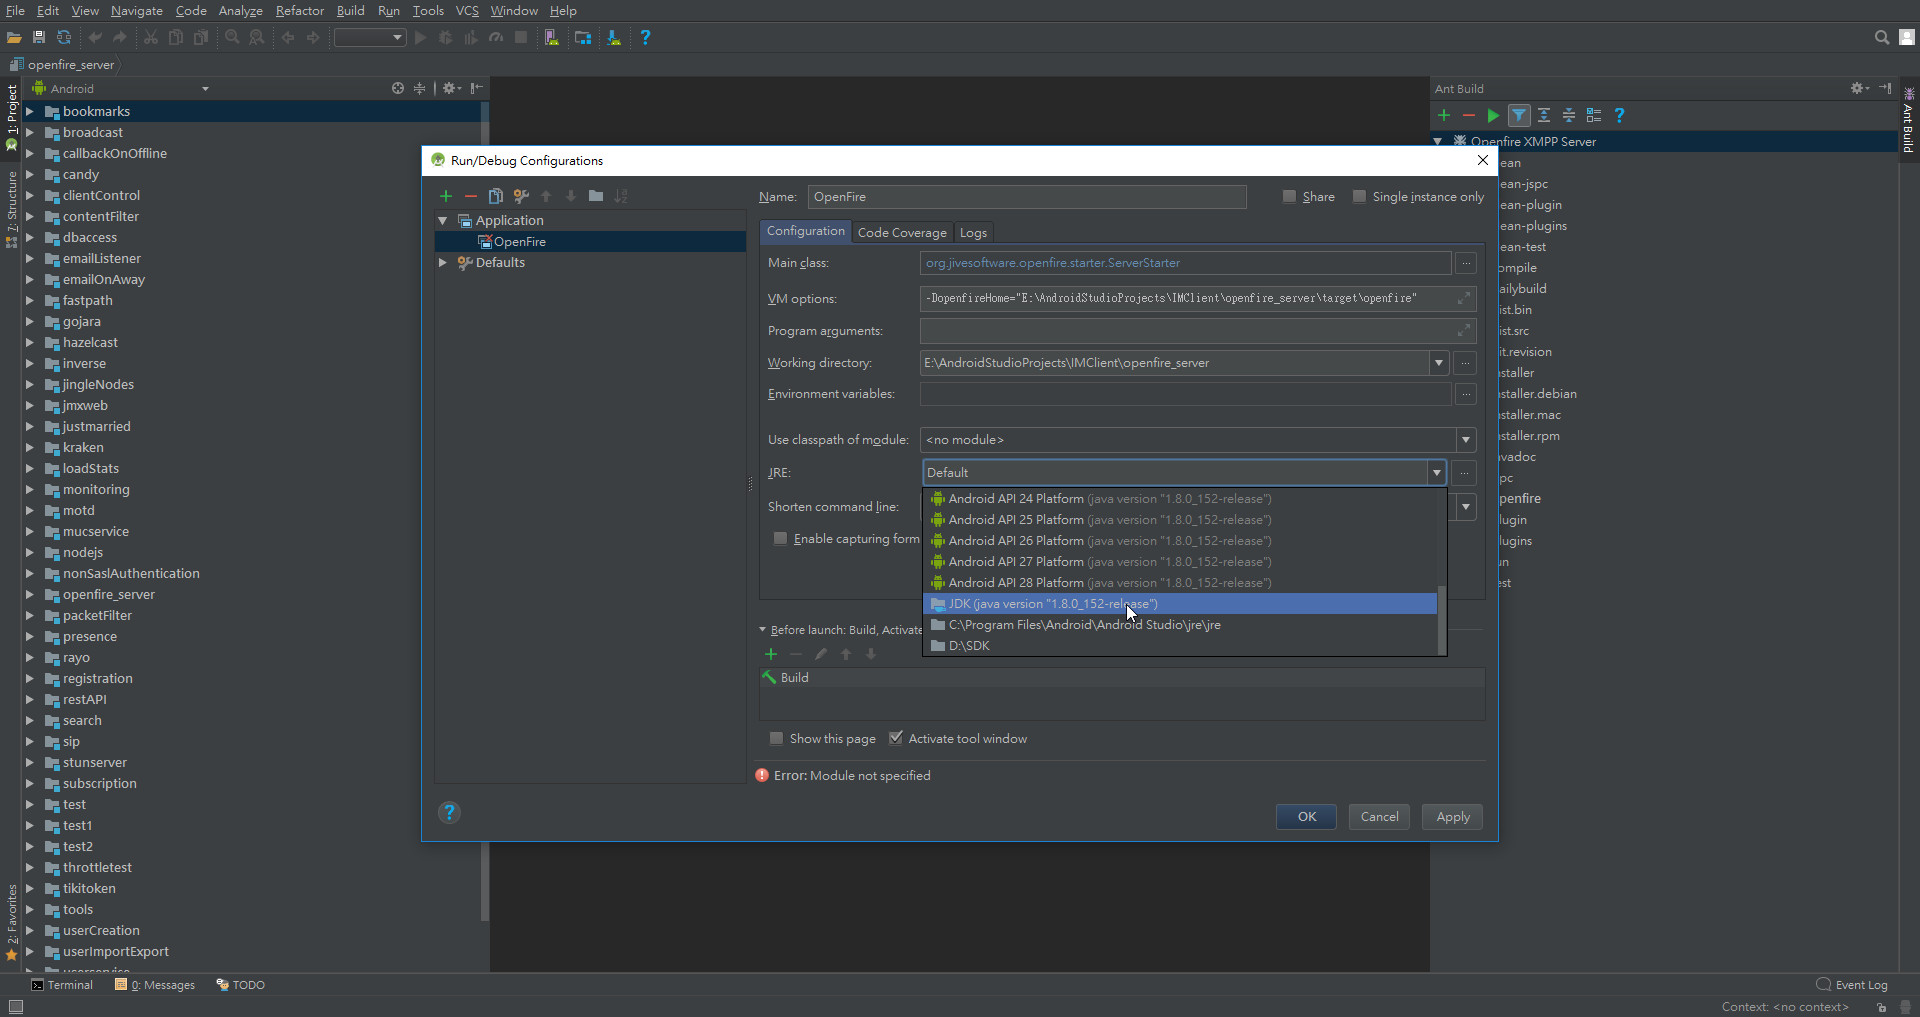 File Edit View Navigate Code Analyze Refactor Build Run Tools VCS Window Help
openfire_server
1: Project
Z: Structure
2: Favorites
Android
bookmarks
broadcast
callbackOnOffline
candy
clientControl
contentFilter
dbaccess
emailListener
emailOnAway
fastpath
gojara
hazelcast
inverse
jingleNodes
jmxweb
justmarried
kraken
loadStats
monitoring
motd
mucservice
nodejs
nonSaslAuthentication
openfire_server
packetFilter
presence
rayo
registration
restAPI
search
sip
stunserver
subscription
test
test1
test2
throttletest
tikitoken
tools
userCreation
userImportExport
userservice
Run/Debug Configurations
Application
OpenFire
Defaults
Name: OpenFire
Share
Single instance only
Configuration Code Coverage Logs
Main class: org.jivesoftware.openfire.starter.ServerStarter
VM options: -DopenfireHome="E:\AndroidStudioProjects\IMClient\openfire_server\target\openfire"
Program arguments:
Working directory: E:\AndroidStudioProjects\IMClient\openfire_server
Environment variables:
Use classpath of module: <no module>
JRE: Default
Android API 24 Platform (java version "1.8.0_152-release")
Shorten command line:
Android API 25 Platform (java version "1.8.0_152-release")
Android API 26 Platform (java version "1.8.0_152-release")
Enable capturing form
Android API 27 Platform (java version "1.8.0_152-release")
Android API 28 Platform (java version "1.8.0_152-release")
JDK (java version "1.8.0_152-release")
C:\Program Files\Android\Android Studio\jre\jre
D:\SDK
Before launch: Build, Activate
Build
Show this page
Activate tool window
Error: Module not specified
OK Cancel Apply
Ant Build
Openfire XMPP Server
ean
ean-jspc
ean-plugin
ean-plugins
ean-test
ompile
ailybuild
ist.bin
ist.src
it.revision
nstaller
nstaller.debian
nstaller.mac
nstaller.rpm
avadoc
pc
penfire
lugin
lugins
un
est
Ant Build
Terminal 0: Messages TODO
Event Log
Context: <no context>